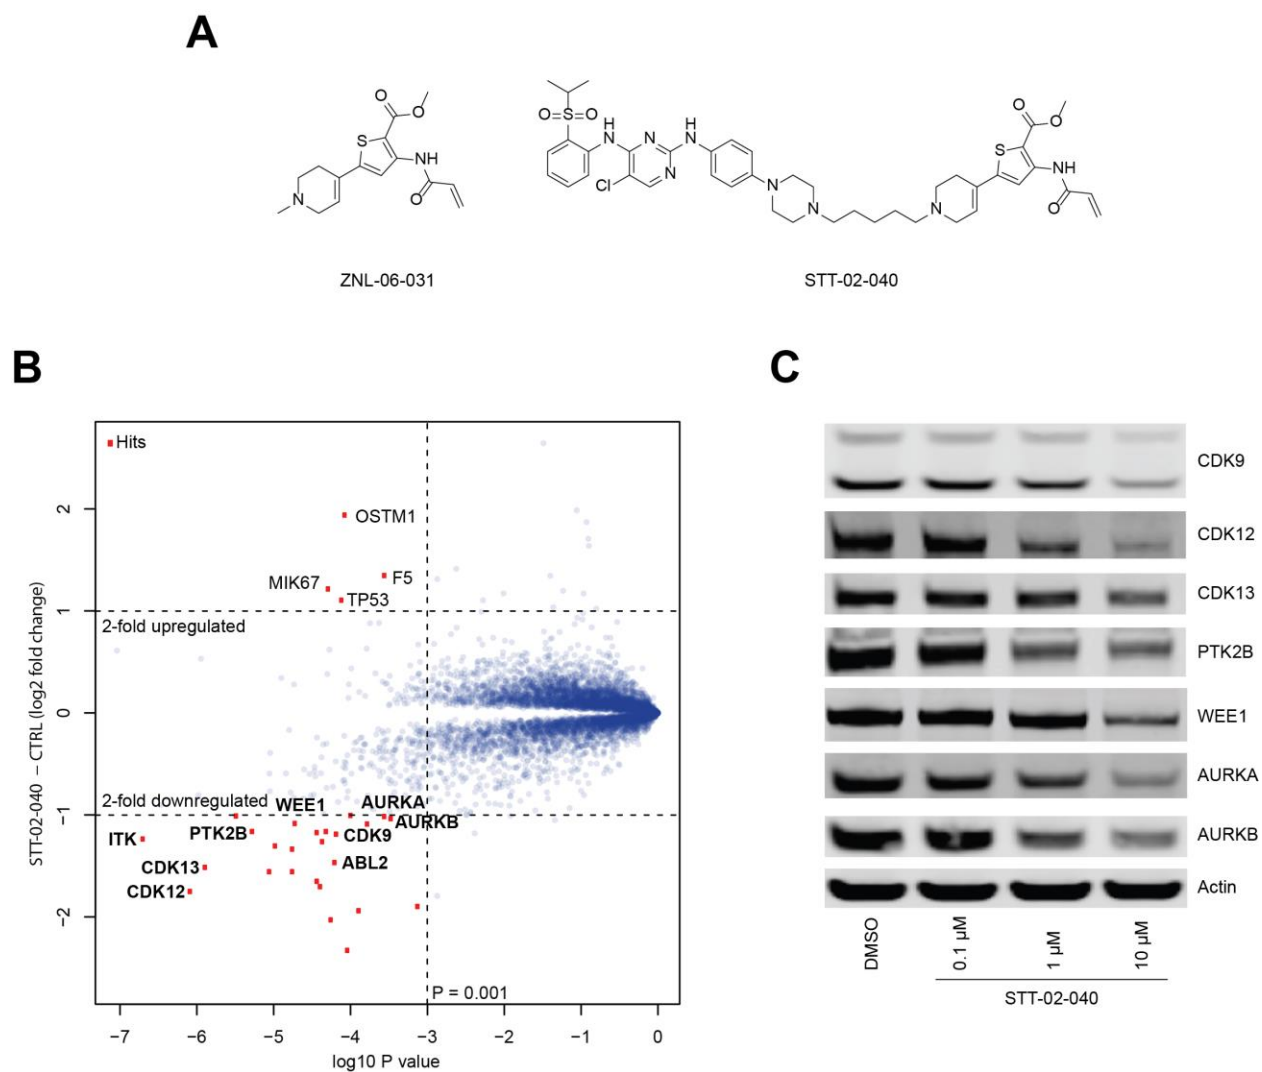 A
O
O
S
NH
O
N
ZNL-06-031
O
S
O
H
N
N
H
N
Cl
N
N
N
N
O
O
S
NH
O
STT-02-040
B
STT-02-040 – CTRL (log2 fold change)
2
1
0
−1
−2
Hits
OSTM1
F5
MIK67
TP53
2-fold upregulated
2-fold downregulated
WEE1
AURKA
AURKB
PTK2B
CDK9
ITK
CDK13
ABL2
CDK12
P = 0.001
−7
−6
−5
−4
−3
−2
−1
0
log10 P value
C
CDK9
CDK12
CDK13
PTK2B
WEE1
AURKA
AURKB
Actin
DMSO
0.1 µM
1 µM
10 µM
STT-02-040